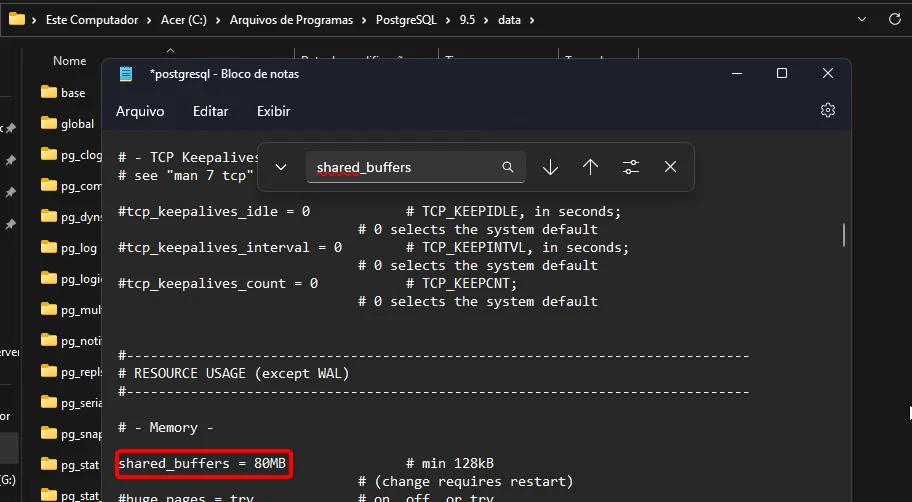 Este Computador > Acer (C:) > Arquivos de Programas > PostgreSQL > 9.5 > data >
Nome
base
global
pg_clog
pg_com
pg_dyns
pg_log
pg_logi
pg_mul
pg_noti
pg_repl
pg_seria
pg_snap
pg_stat
pg_stat_
(G:)
*postgresql - Bloco de notas
Arquivo Editar Exibir
shared_buffers
# - TCP Keepalives
# see "man 7 tcp"
#tcp_keepalives_idle = 0 # TCP_KEEPIDLE, in seconds;
# 0 selects the system default
#tcp_keepalives_interval = 0 # TCP_KEEPINTVL, in seconds;
# 0 selects the system default
#tcp_keepalives_count = 0 # TCP_KEEPCNT;
# 0 selects the system default
#------------------------------------------------------------------------------
# RESOURCE USAGE (except WAL)
#------------------------------------------------------------------------------
# - Memory -
shared_buffers = 80MB # min 128kB
# (change requires restart)
#huge_pages = try # on, off, or try